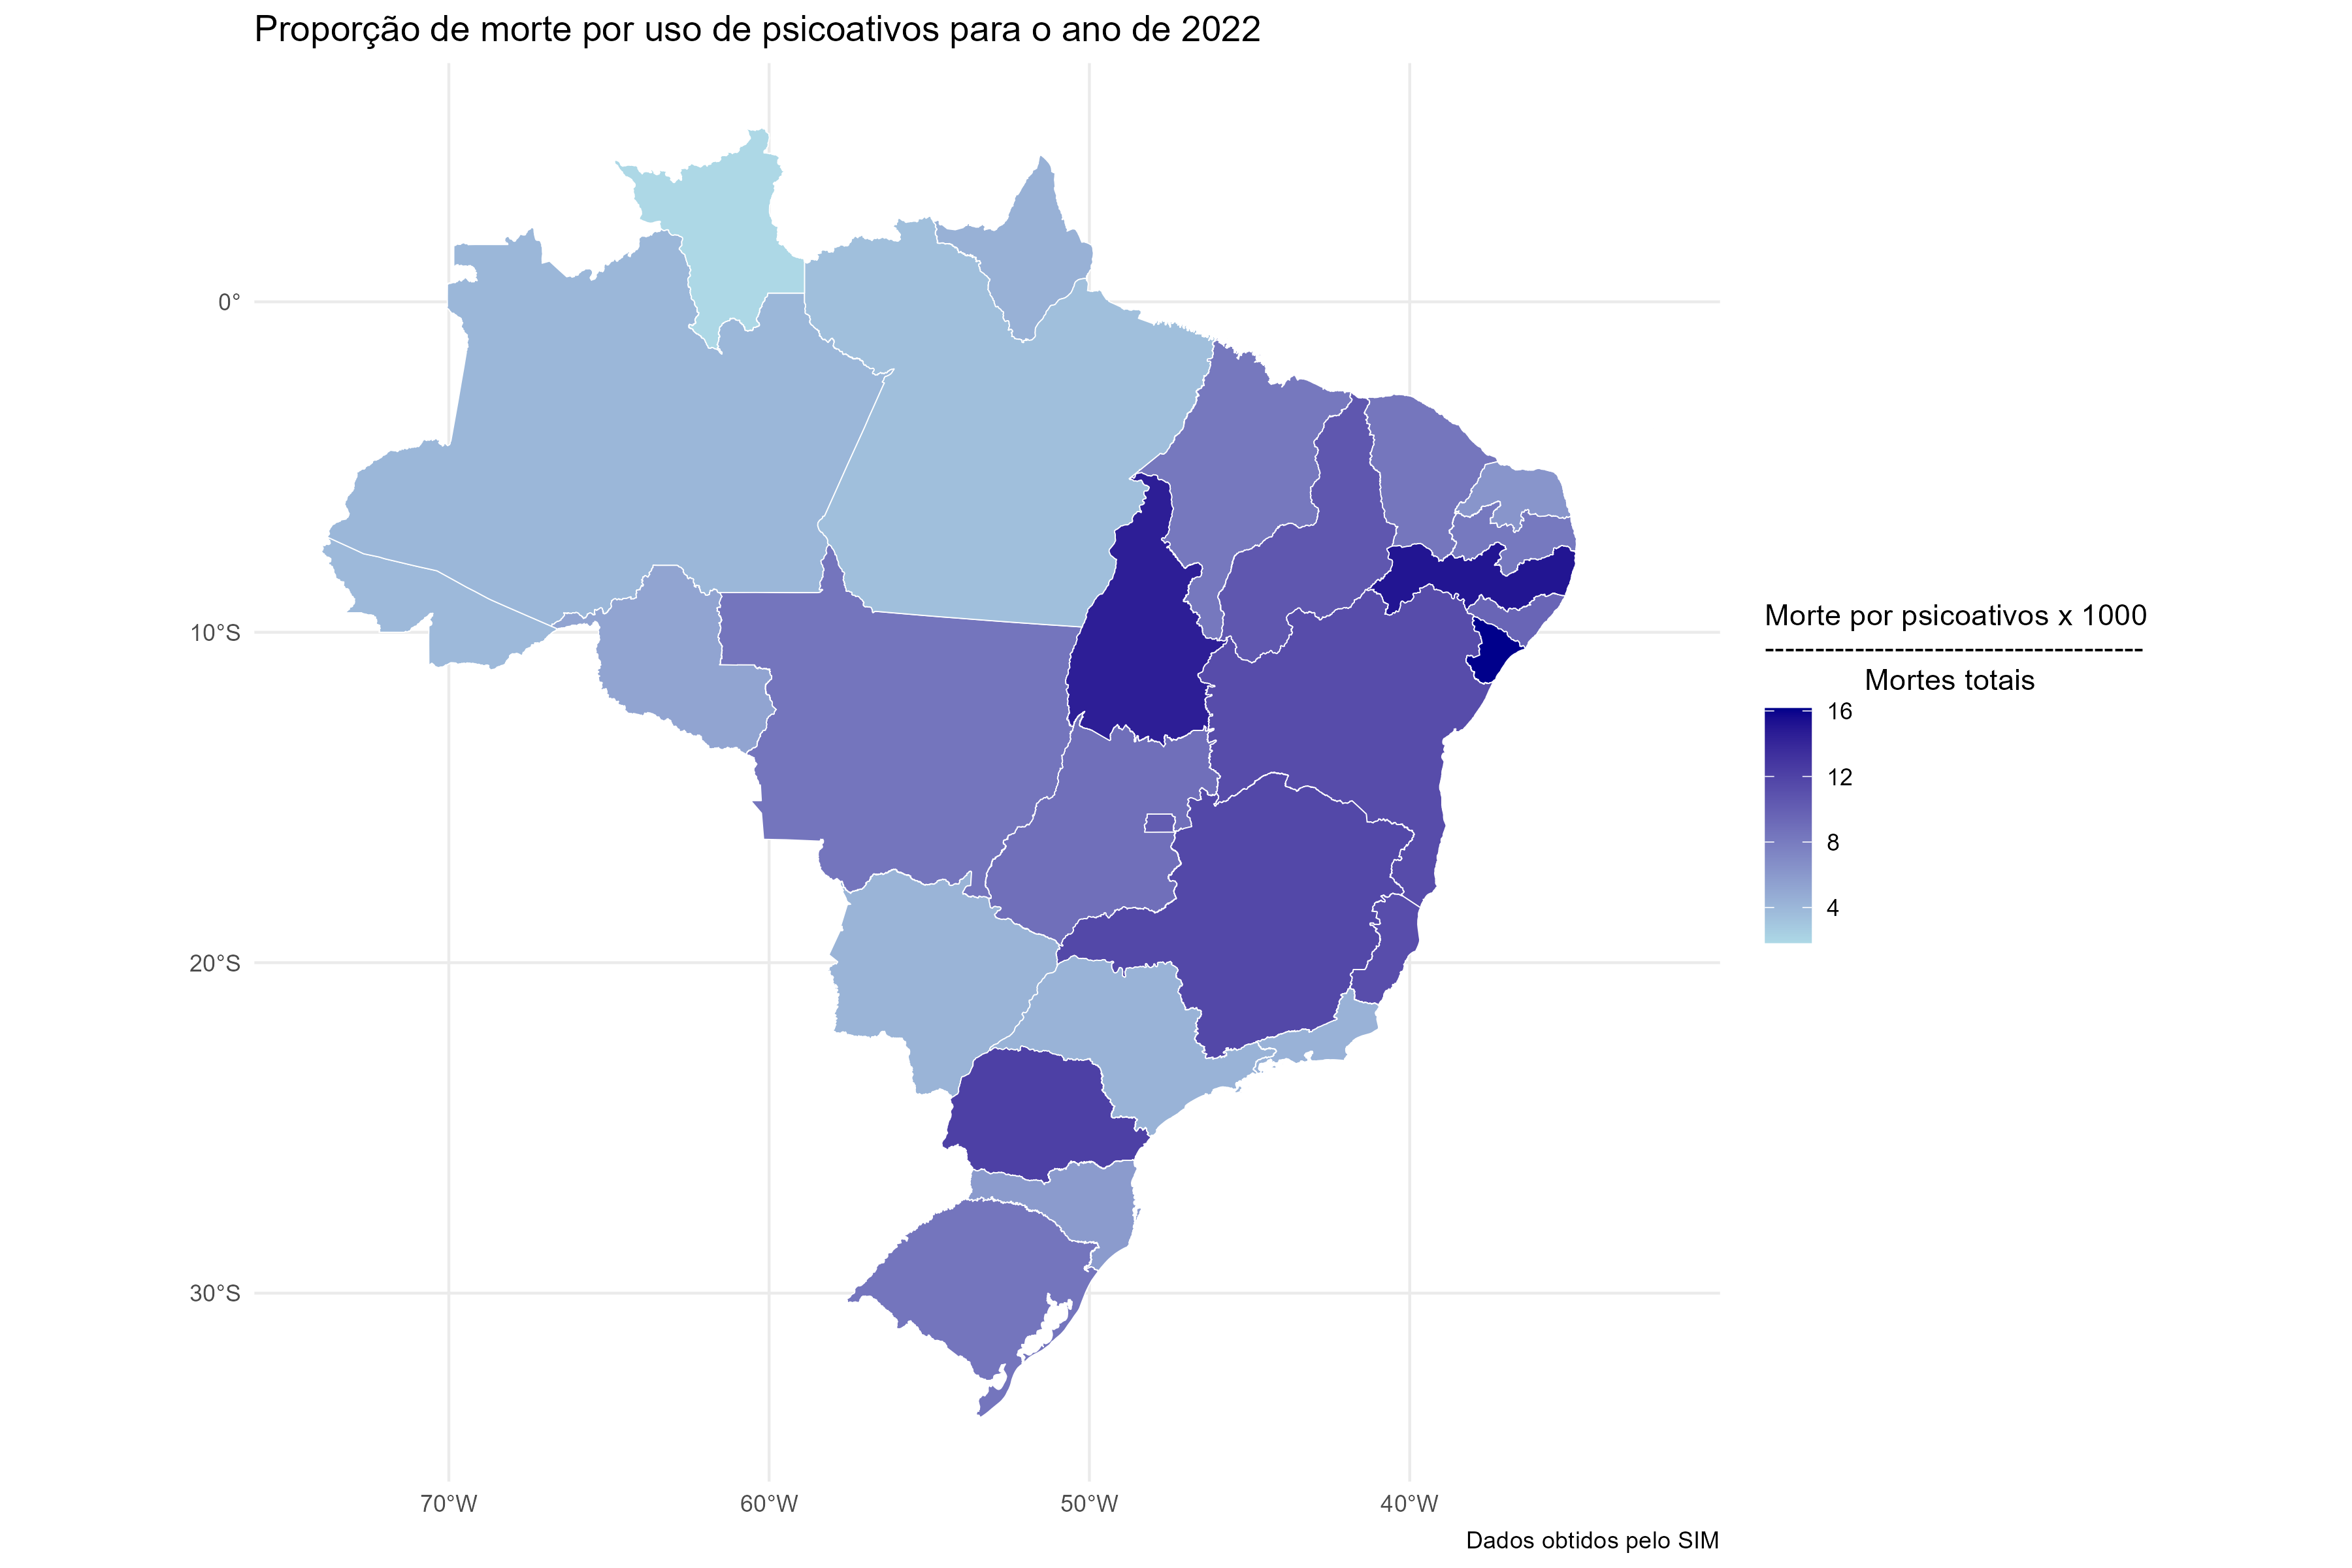 Proporção de morte por uso de psicoativos para o ano de 2022
0°
10°S
20°S
30°S
70°W
60°W
50°W
40°W
Morte por psicoativos x 1000
--------------------------------------
Mortes totais
16
12
8
4
Dados obtidos pelo SIM